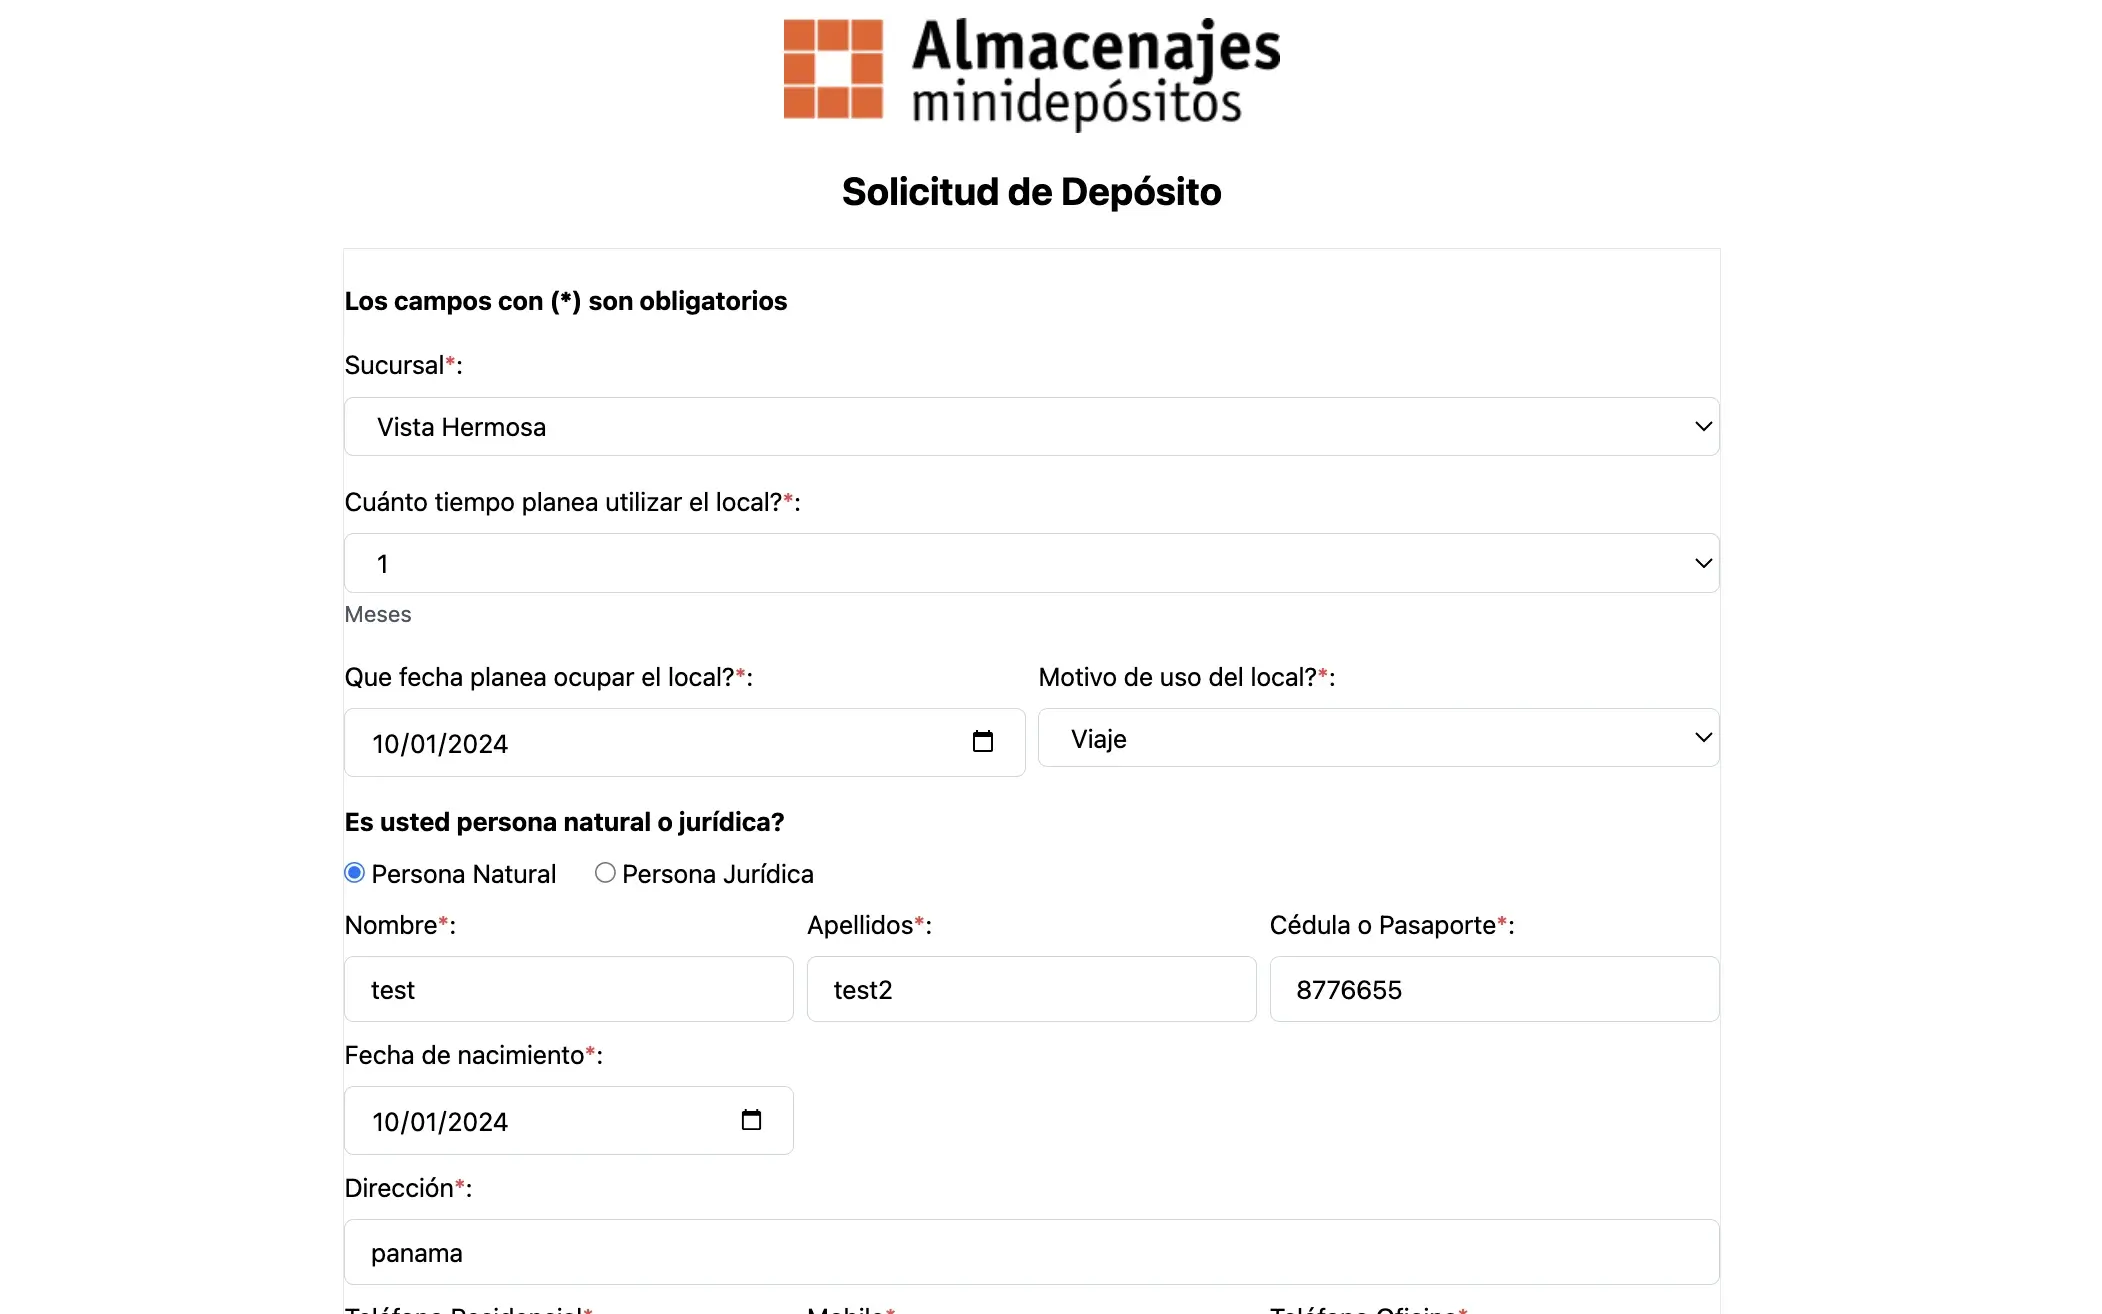 Almacenajes
minidepósitos
Solicitud de Depósito
Los campos con (*) son obligatorios
Sucursal*:
Vista Hermosa
Cuánto tiempo planea utilizar el local?*:
1
Meses
Que fecha planea ocupar el local?*: Motivo de uso del local?*:
10/01/2024 Viaje
Es usted persona natural o jurídica?
Persona Natural Persona Jurídica
Nombre*: Apellidos*: Cédula o Pasaporte*:
test test2 8776655
Fecha de nacimiento*:
10/01/2024
Dirección*:
panama